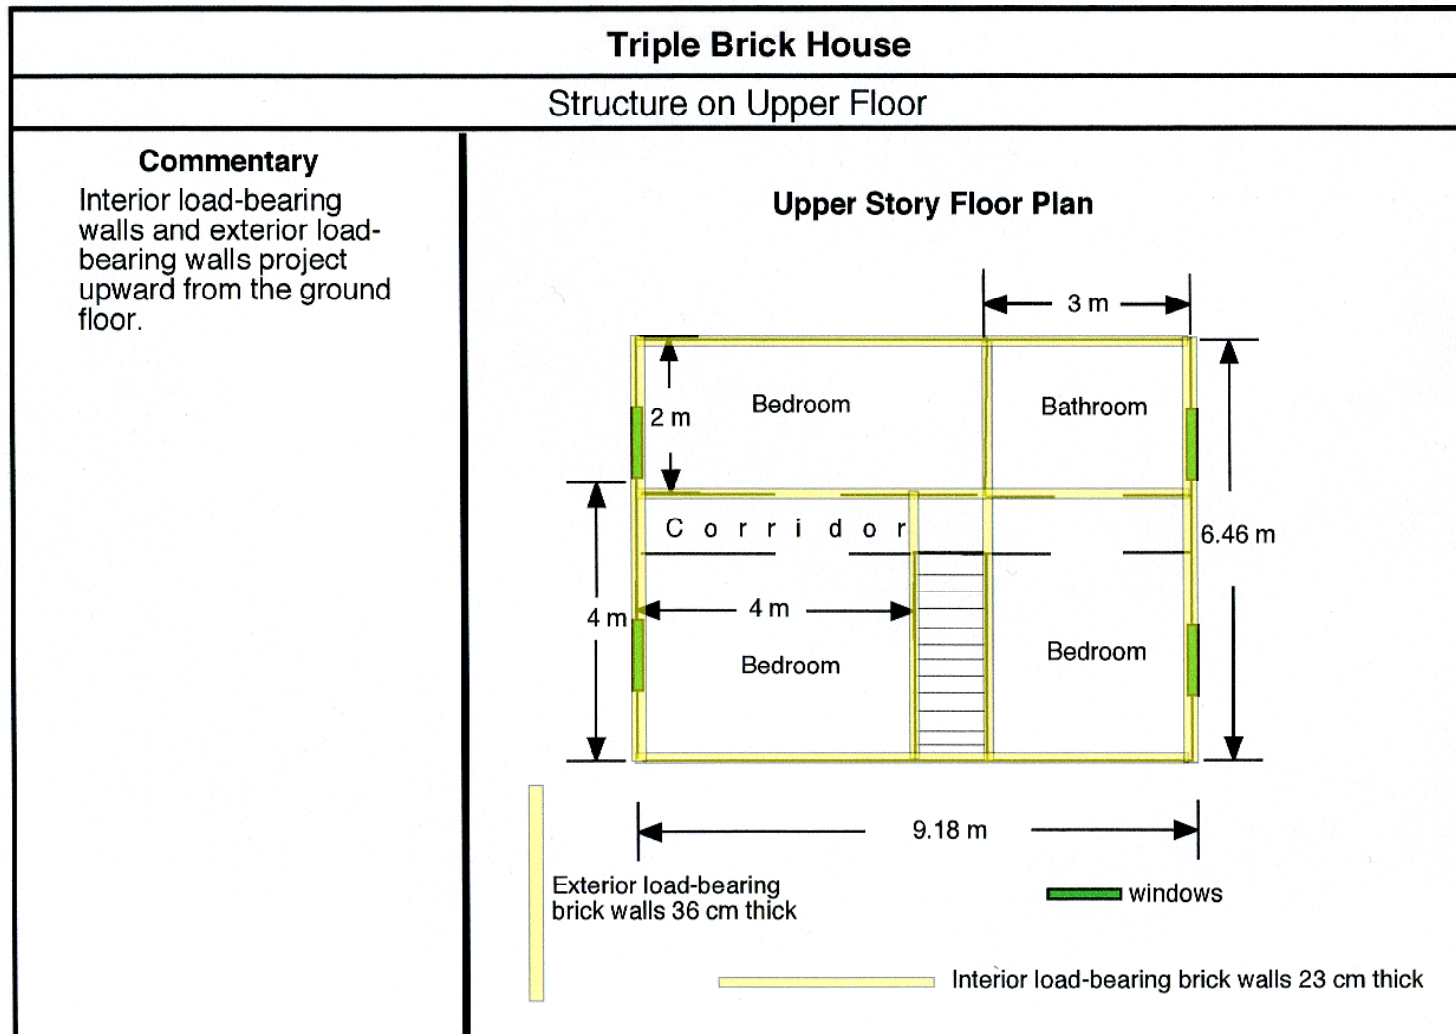 Triple Brick House
Structure on Upper Floor
Commentary
Interior load-bearing
walls and exterior load-
bearing walls project
upward from the ground
floor.
Upper Story Floor Plan
3 m
Bedroom
Bathroom
2 m
C o r r i d o r
6.46 m
4 m
4 m
Bedroom
Bedroom
9.18 m
Exterior load-bearing
brick walls 36 cm thick
windows
Interior load-bearing brick walls 23 cm thick